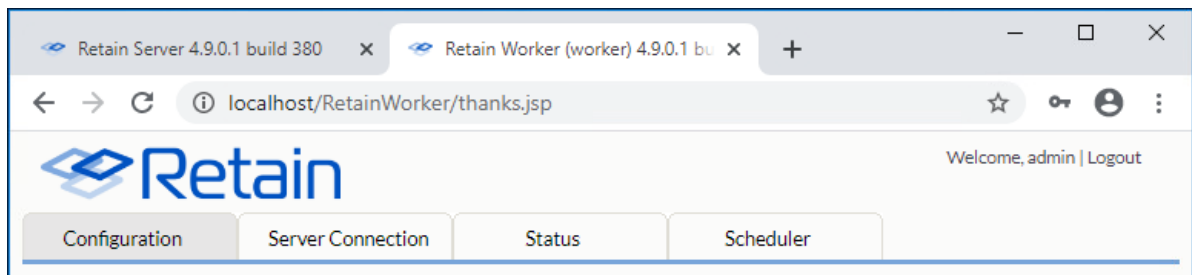 Retain Server 4.9.0.1 build 380
Retain Worker (worker) 4.9.0.1 bu
localhost/RetainWorker/thanks.jsp
Retain
Welcome, admin | Logout
Configuration Server Connection Status Scheduler